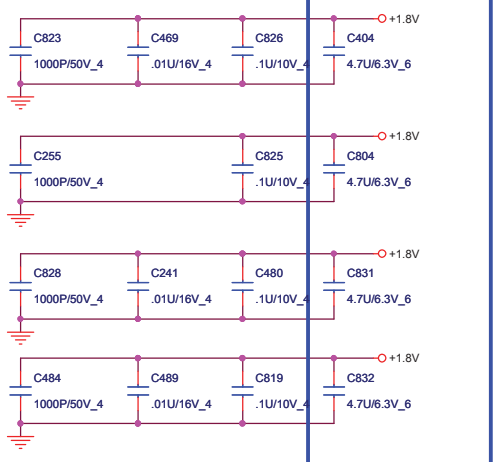 +1.8V
C823 C469 C826 C404
1000P/50V_4 .01U/16V_4 .1U/10V_4 4.7U/6.3V_6
+1.8V
C255 C825 C804
1000P/50V_4 .1U/10V_4 4.7U/6.3V_6
+1.8V
C828 C241 C480 C831
1000P/50V_4 .01U/16V_4 .1U/10V_4 4.7U/6.3V_6
+1.8V
C484 C489 C819 C832
1000P/50V_4 .01U/16V_4 .1U/10V_4 4.7U/6.3V_6